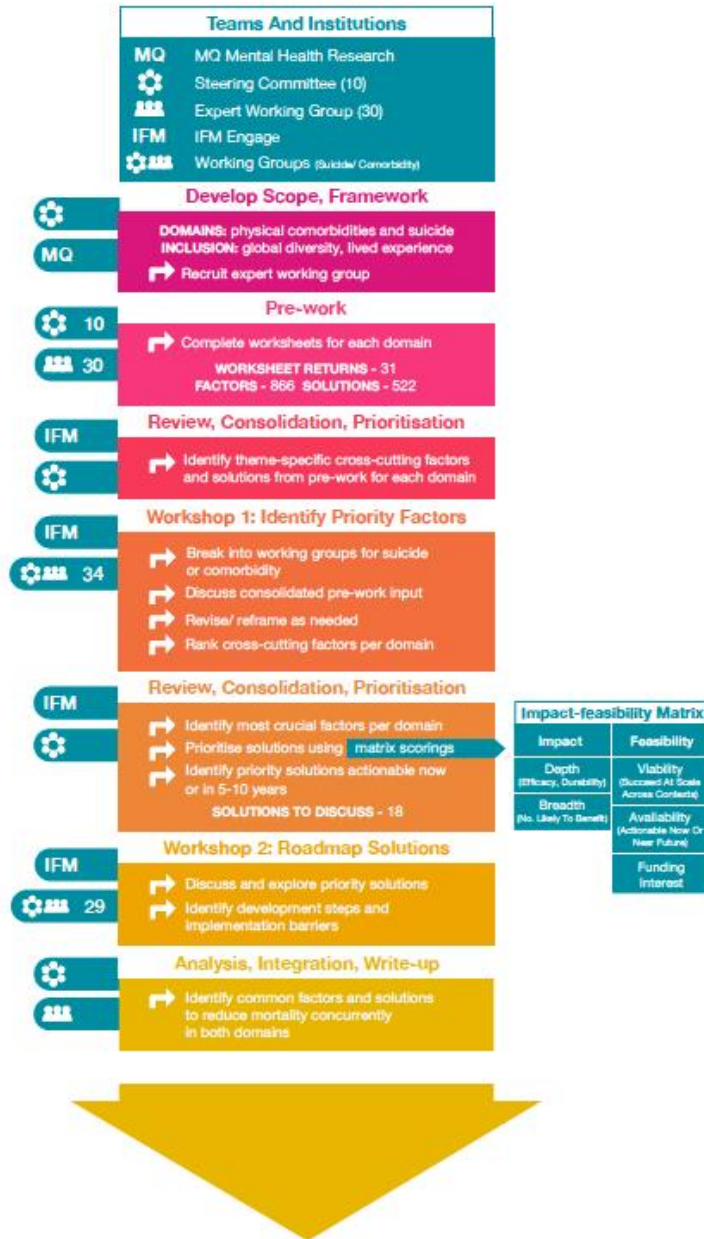 Teams And Institutions
MQ MQ Mental Health Research
Steering Committee (10)
Expert Working Group (30)
IFM IFM Engage
Working Groups (Suicide/ Comorbidity)
Develop Scope, Framework
MQ
DOMAINS: physical comorbidities and suicide
INCLUSION: global diversity, lived experience
Recruit expert working group
Pre-work
10
30
Complete worksheets for each domain
WORKSHEET RETURNS - 31
FACTORS - 866 SOLUTIONS - 522
Review, Consolidation, Prioritisation
IFM
Identify theme-specific cross-cutting factors
and solutions from pre-work for each domain
Workshop 1: Identify Priority Factors
IFM
34
Break into working groups for suicide
or comorbidity
Discuss consolidated pre-work input
Revise/ reframe as needed
Rank cross-cutting factors per domain
Review, Consolidation, Prioritisation
IFM
Identify most crucial factors per domain
Prioritise solutions using matrix scorings
Identify priority solutions actionable now
or in 5-10 years
SOLUTIONS TO DISCUSS - 18
Impact-feasibility Matrix
Impact
Depth
(Efficacy, Durability)
Breadth
(No. Likely To Benefit)
Feasibility
Viability
(Succeed At Scale
Across Contexts)
Availability
(Actionable Now Or
Near Future)
Funding
Interest
Workshop 2: Roadmap Solutions
IFM
29
Discuss and explore priority solutions
Identify development steps and
implementation barriers
Analysis, Integration, Write-up
Identify common factors and solutions
to reduce mortality concurrently
in both domains